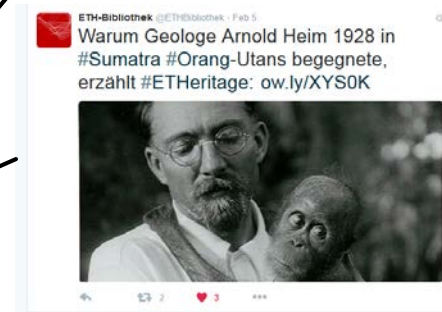 ETH-Bibliothek @ETHBibliothek · Feb 5
Warum Geologe Arnold Heim 1928 in
#Sumatra #Orang-Utans begegnete,
erzählt #ETHeritage: ow.ly/XYS0K
2 3